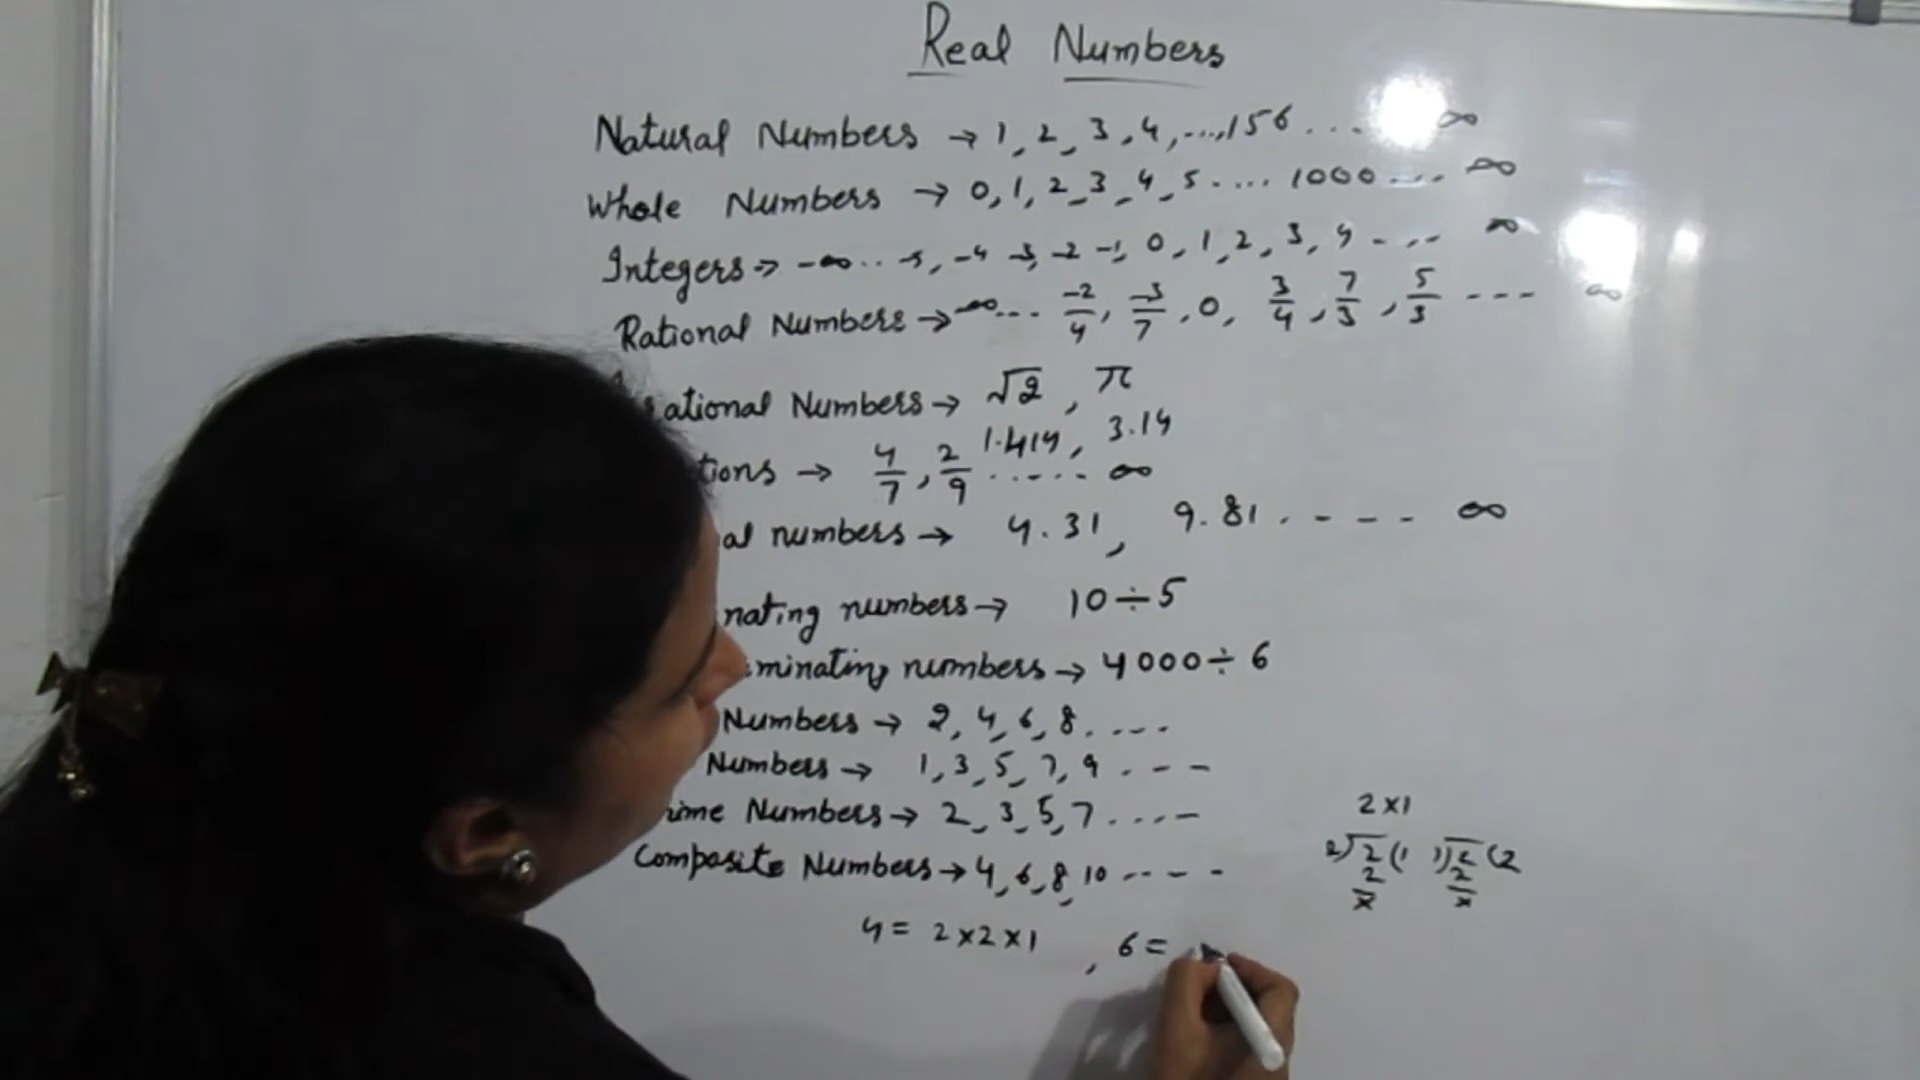 Real Numbers
Natural Numbers → 1, 2, 3, 4, ..., 156 ... ∞
Whole Numbers → 0, 1, 2, 3, 4, 5 .... 1000 ... ∞
Integers → -∞ .. -5, -4 -3, -2 -1, 0, 1, 2, 3, 4 - .. ∞
Rational Numbers → -∞ ... -2/4, -3/7, 0, 3/4, 7/3, 5/3 --- ∞
ational Numbers → √2, π
1.414, 3.14
tions → 4/7, 2/9 ..... ∞
al numbers → 4.31, 9.81 . - - - ∞
nating numbers → 10 ÷ 5
minating numbers → 4000 ÷ 6
Numbers → 2, 4, 6, 8 . ---
Numbers → 1, 3, 5, 7, 9 . - -
ime Numbers → 2, 3, 5, 7 ....-
Composite Numbers → 4, 6, 8, 10 ---- -
2 x 1
2)2(1 1)2(2
2 2
x x
4 = 2 x 2 x 1 , 6 =